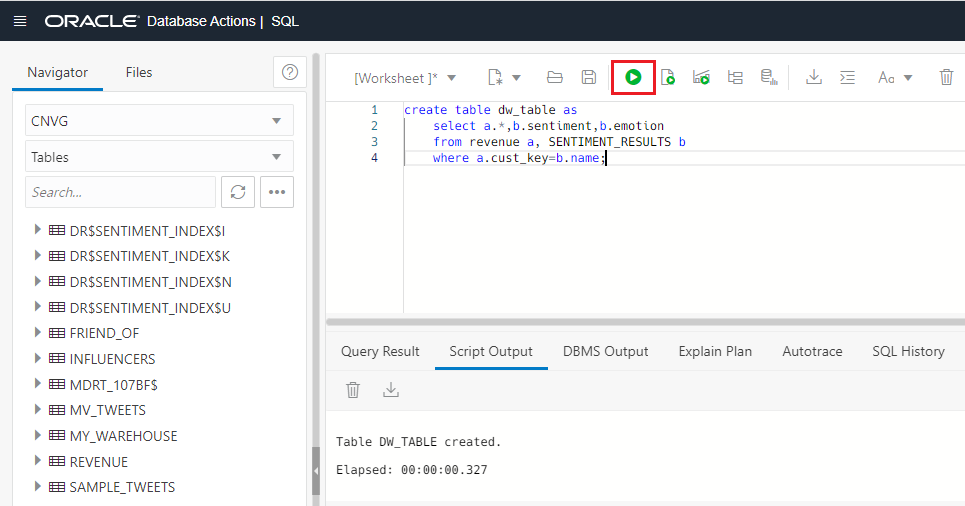 ORACLE Database Actions | SQL
Navigator Files
CNVG
Tables
Search...
DR$SENTIMENT_INDEX$I
DR$SENTIMENT_INDEX$K
DR$SENTIMENT_INDEX$N
DR$SENTIMENT_INDEX$U
FRIEND_OF
INFLUENCERS
MDRT_107BF$
MV_TWEETS
MY_WAREHOUSE
REVENUE
SAMPLE_TWEETS
[Worksheet ]* Aa
1 create table dw_table as
2 select a.*,b.sentiment,b.emotion
3 from revenue a, SENTIMENT_RESULTS b
4 where a.cust_key=b.name;
Query Result Script Output DBMS Output Explain Plan Autotrace SQL History
Table DW_TABLE created.
Elapsed: 00:00:00.327